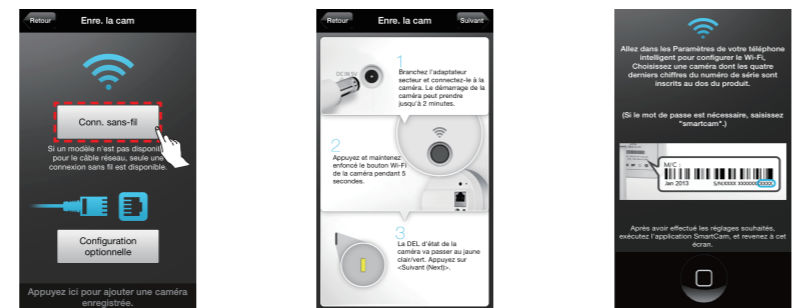 Retour
Enre. la cam
Conn. sans-fil
Si un modèle n'est pas disponible
pour le câble réseau, seule une
connexion sans fil est disponible.
Configuration
optionnelle
Appuyez ici pour ajouter une caméra
enregistrée.
Retour
Enre. la cam
Suivant
1
DC IN 5V
Branchez l'adaptateur
secteur et connectez-le à la
caméra. Le démarrage de la
caméra peut prendre
jusqu'à 2 minutes.
2
Appuyez et maintenez
enfoncé le bouton Wi-Fi
de la caméra pendant 5
secondes.
3
La DEL d'état de la
caméra va passer au jaune
clair/vert. Appuyez sur
<Suivant (Next)>.
Allez dans les Paramètres de votre téléphone
intelligent pour configurer le Wi-Fi,
Choisissez une caméra dont les quatre
derniers chiffres du numéro de série sont
inscrits au dos du produit.
(Si le mot de passe est nécessaire, saisissez
"smartcam".)
M/C :
Jan 2013
S/NXXXX XXXXXXXXXX
Après avoir effectué les réglages souhaités,
exécutez l'application SmartCam, et revenez à cet
écran.